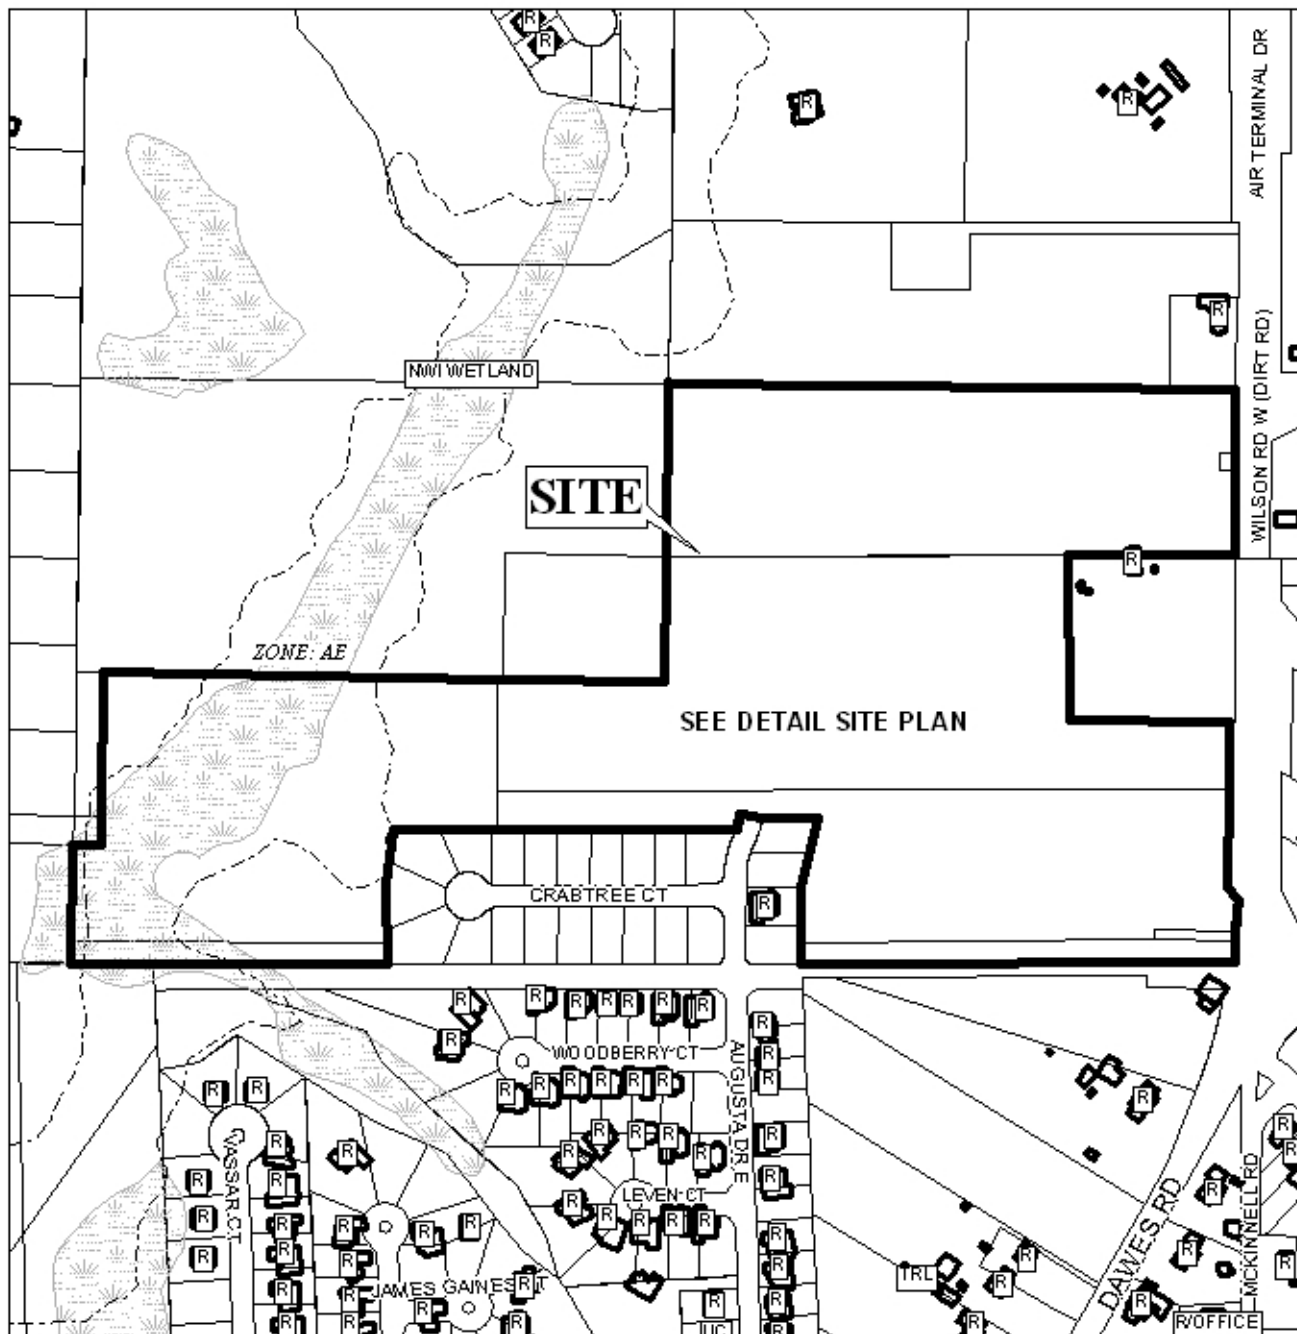 R
R
R
R
AIR TERMINAL DR
R
NWI WETLAND
WILSON RD W (DIRT RD)
SITE
R
ZONE: AE
SEE DETAIL SITE PLAN
CRABTREE CT
R
R R R R R R R
R
R
WOODBERRY CT
AUGUSTA DR E
R
R
R R R R R R
R R
R
R
VASSAR CT
R
R
R R R
R
R
R
R
R
R
R
R
LEVEN CT
R
R
R R R R R
R
R
R
R
R
R
R
R
DAWES RD
MCKINNELL RD
R
R
R
R
R
R
R
TRL
R
R
R
JAMES GAINES CT
R
R
R
R
R
R
R
R
R
R
R
R/OFFICE